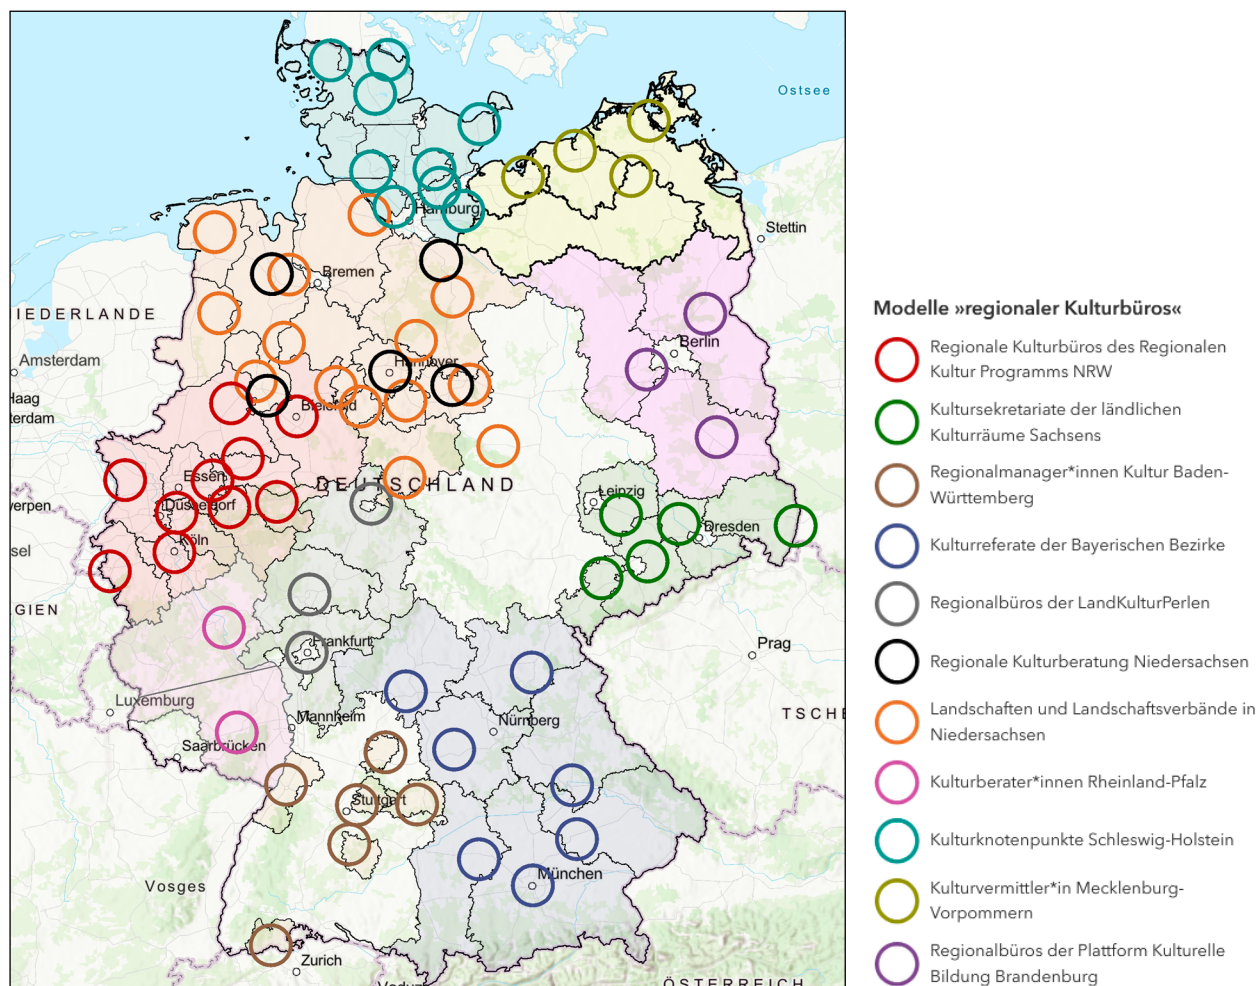 Ostsee
Hamburg
Stettin
Bremen
IEDERLANDE
Berlin
Amsterdam
Hannover
Haag
terdam
Bielefeld
Essen
DEUTSCHLAND
Leipzig
werpen
Düsseldorf
Dresden
Köln
sel
GIEN
Frankfurt
Prag
Luxemburg
Mannheim
Nürnberg
TSCHE
Saarbrücken
Stuttgart
München
Vosges
Zurich
Vaduz
ÖSTERREICH
Modelle »regionaler Kulturbüros«
Regionale Kulturbüros des Regionalen
Kultur Programms NRW
Kultursekretariate der ländlichen
Kulturräume Sachsens
Regionalmanager*innen Kultur Baden-
Württemberg
Kulturreferate der Bayerischen Bezirke
Regionalbüros der LandKulturPerlen
Regionale Kulturberatung Niedersachsen
Landschaften und Landschaftsverbände in
Niedersachsen
Kulturberater*innen Rheinland-Pfalz
Kulturknotenpunkte Schleswig-Holstein
Kulturvermittler*in Mecklenburg-
Vorpommern
Regionalbüros der Plattform Kulturelle
Bildung Brandenburg